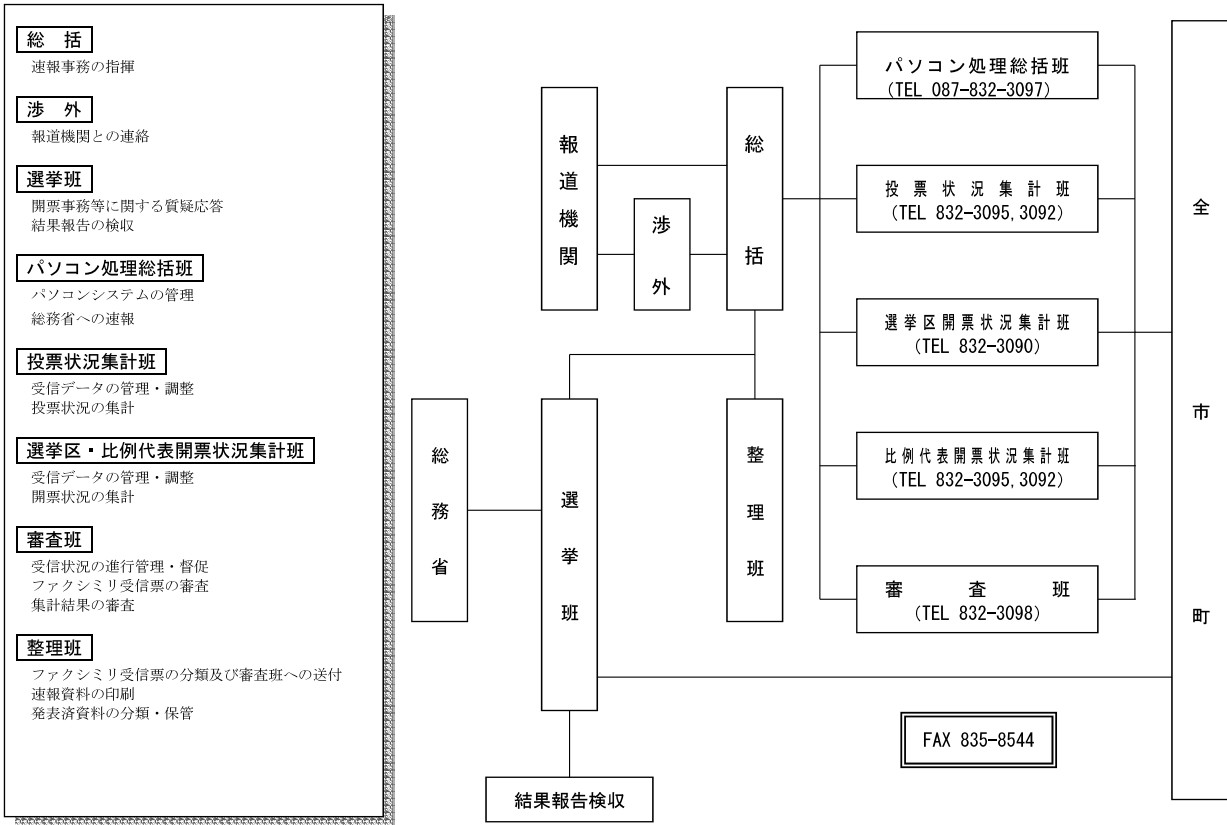 総 括
速報事務の指揮
渉 外
報道機関との連絡
選挙班
開票事務等に関する質疑応答
結果報告の検収
パソコン処理総括班
パソコンシステムの管理
総務省への速報
投票状況集計班
受信データの管理・調整
投票状況の集計
選挙区・比例代表開票状況集計班
受信データの管理・調整
開票状況の集計
審査班
受信状況の進行管理・督促
ファクシミリ受信票の審査
集計結果の審査
整理班
ファクシミリ受信票の分類及び審査班への送付
速報資料の印刷
発表済資料の分類・保管
総務省
報道機関
渉外
総括
選挙班
整理班
結果報告検収
パソコン処理総括班
(TEL 087-832-3097)
投票状況集計班
(TEL 832-3095,3092)
選挙区開票状況集計班
(TEL 832-3090)
比例代表開票状況集計班
(TEL 832-3095,3092)
審査班
(TEL 832-3098)
FAX 835-8544
全市町